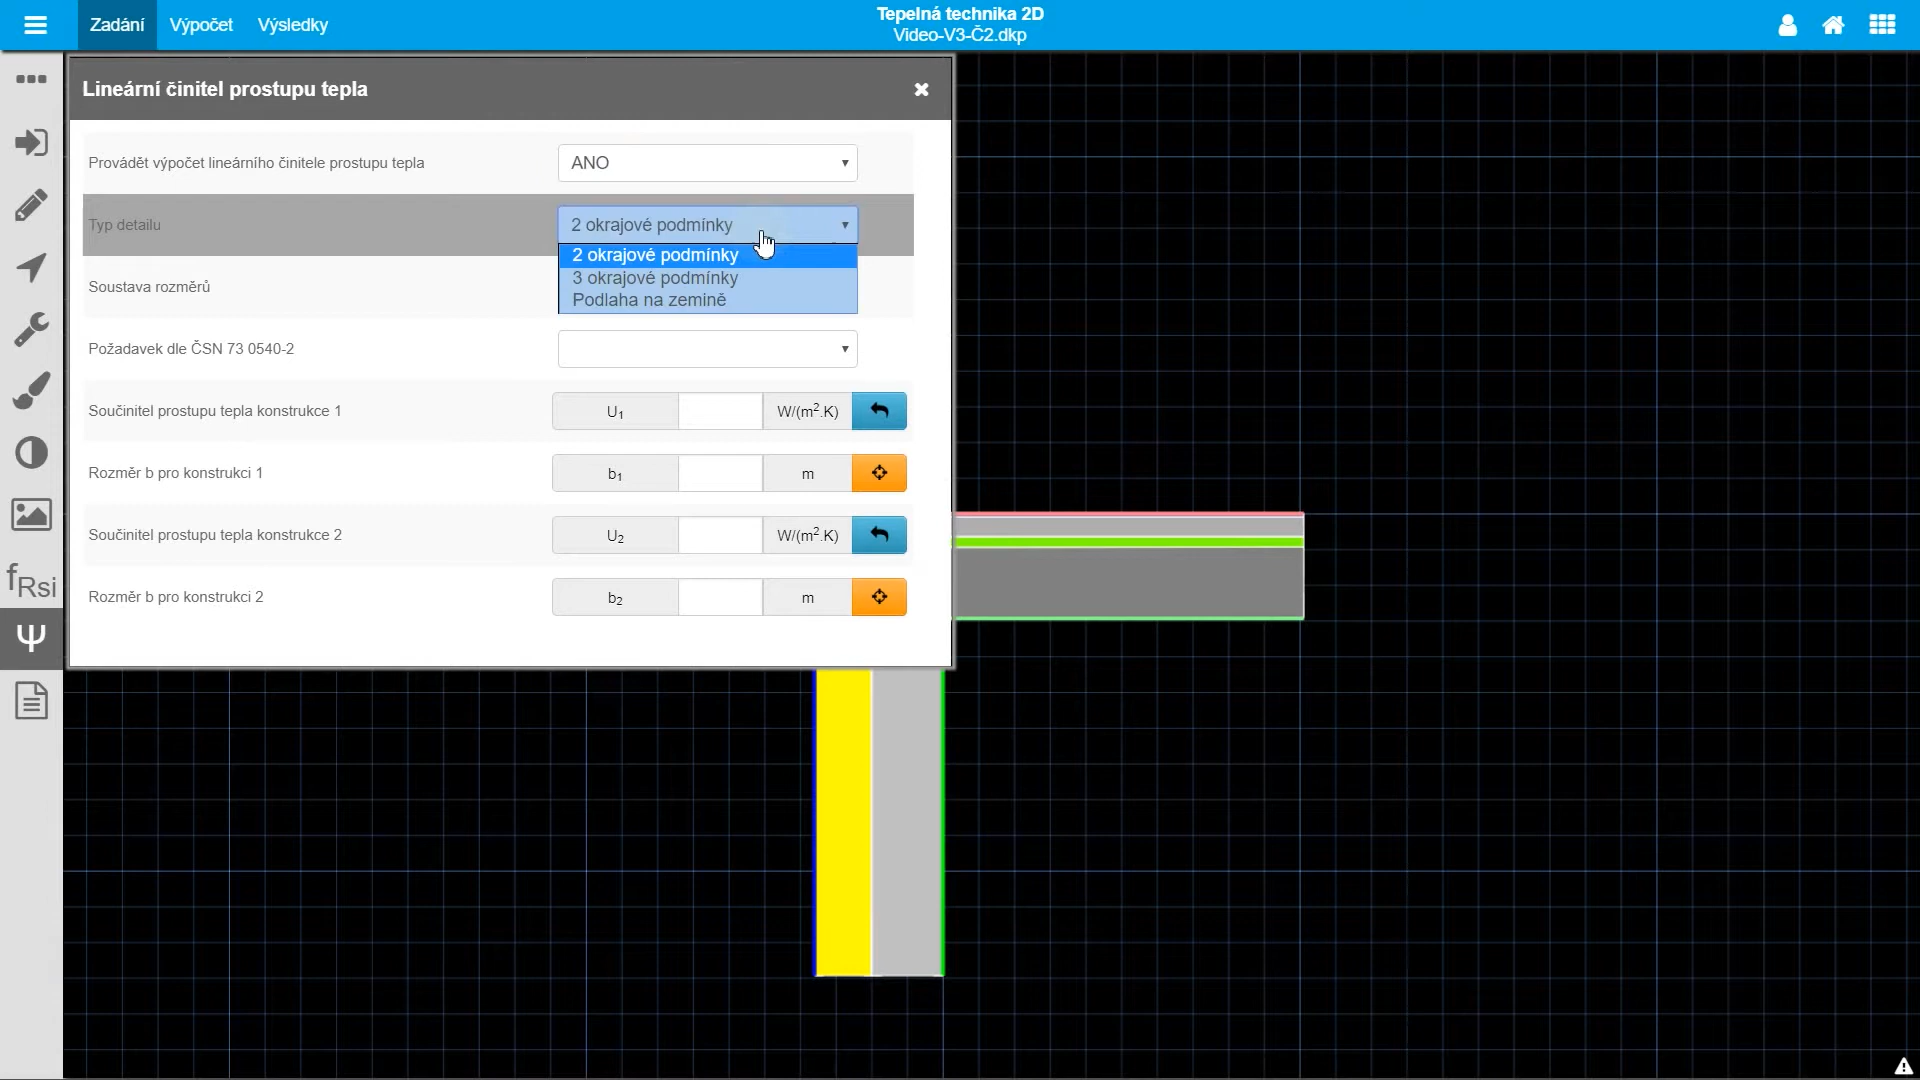 Zadání Výpočet Výsledky
Tepelná technika 2D
Video-V3-Č2.dkp
Lineární činitel prostupu tepla
Provádět výpočet lineárního činitele prostupu tepla ANO
Typ detailu 2 okrajové podmínky
2 okrajové podmínky
3 okrajové podmínky
Podlaha na zemině
Soustava rozměrů
Požadavek dle ČSN 73 0540-2
Součinitel prostupu tepla konstrukce 1 U₁ W/(m².K)
Rozměr b pro konstrukci 1 b₁ m
Součinitel prostupu tepla konstrukce 2 U₂ W/(m².K)
Rozměr b pro konstrukci 2 b₂ m
fRsi
Ψ